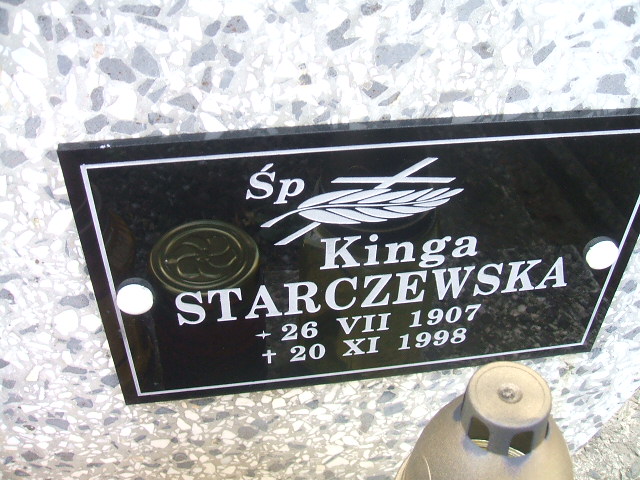 Śp
Kinga
STARCZEWSKA
26 VII 1907
† 20 XI 1998